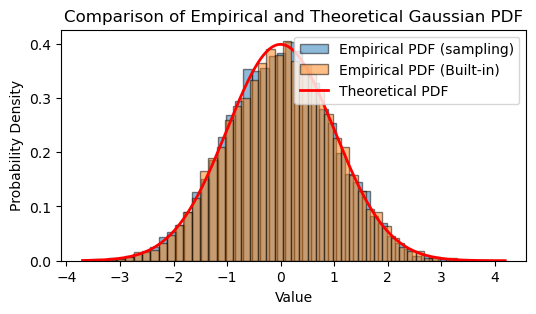 Comparison of Empirical and Theoretical Gaussian PDF
Probability Density
0.4
0.3
0.2
0.1
0.0
Empirical PDF (sampling)
Empirical PDF (Built-in)
Theoretical PDF
−4 −3 −2 −1 0 1 2 3 4
Value